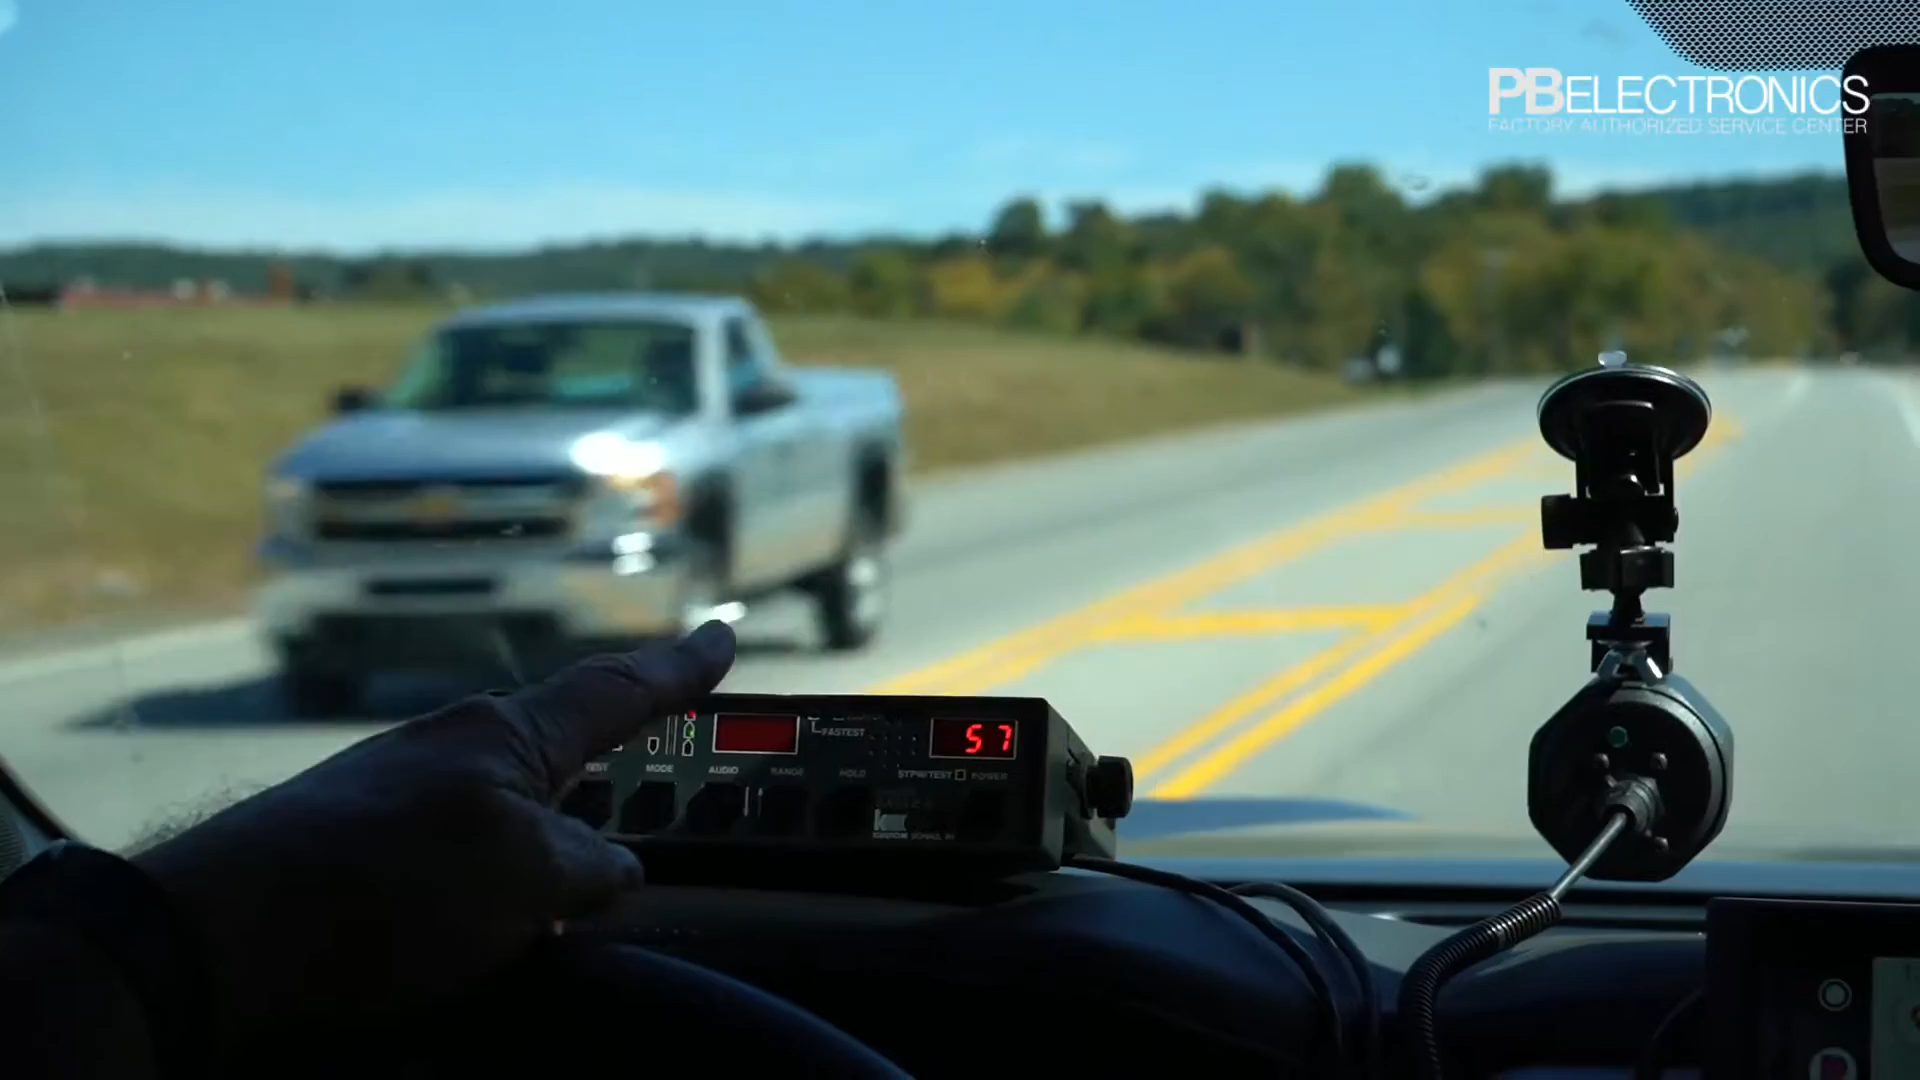 PBELECTRONICS
FACTORY AUTHORIZED SERVICE CENTER
FASTEST
57
MODE AUDIO RANGE HOLD STPW/TEST POWER